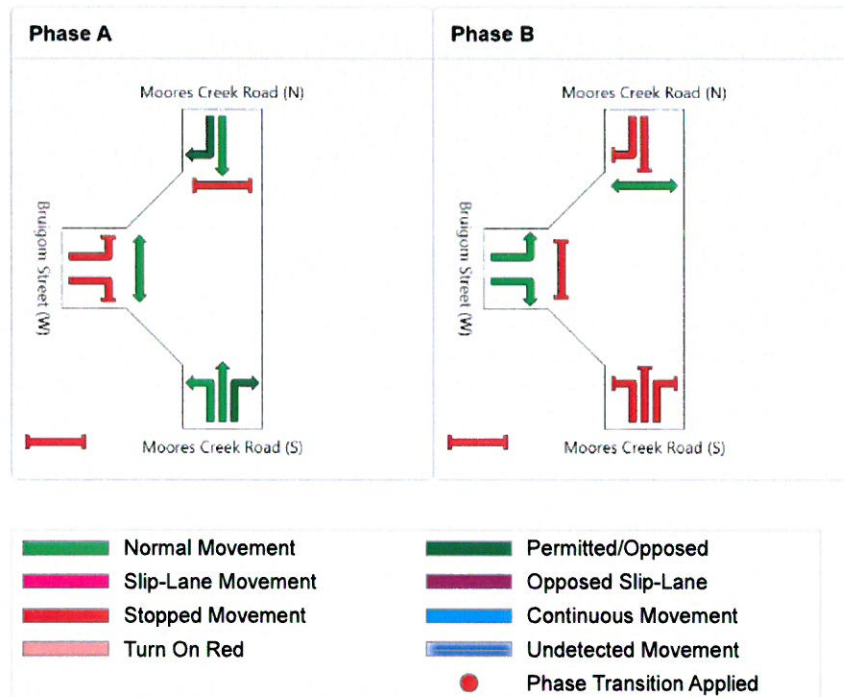 Phase A
Moores Creek Road (N)
Bruigom Street (W)
Moores Creek Road (S)
Phase B
Moores Creek Road (N)
Bruigom Street (W)
Moores Creek Road (S)
Normal Movement
Permitted/Opposed
Slip-Lane Movement
Opposed Slip-Lane
Stopped Movement
Continuous Movement
Turn On Red
Undetected Movement
Phase Transition Applied